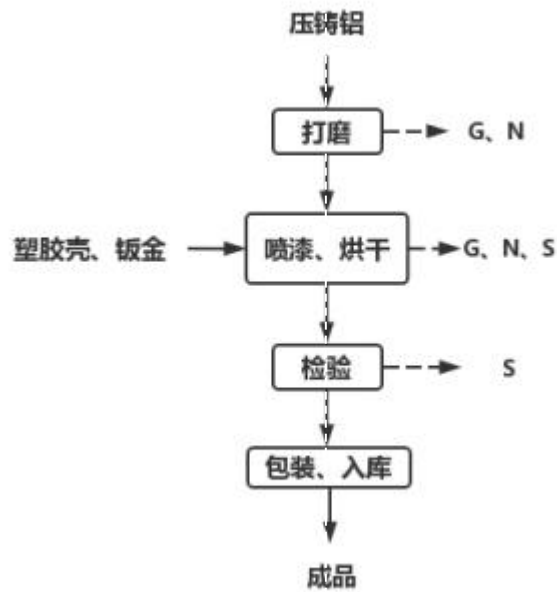 压铸铝
打磨
G、N
塑胶壳、钣金
喷漆、烘干
G、N、S
检验
S
包装、入库
成品